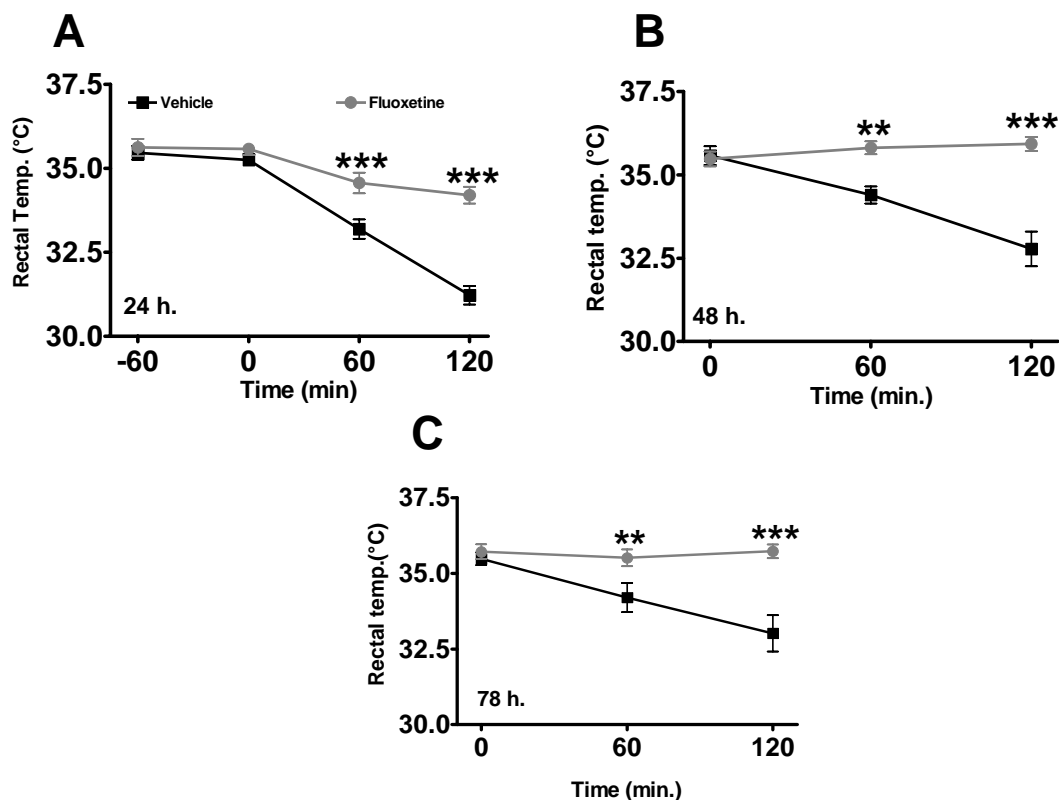 A
Rectal Temp. (°C)
37.5
35.0
32.5
30.0
Vehicle
Fluoxetine
***
***
24 h.
-60
0
60
120
Time (min)
B
Rectal temp. (°C)
37.5
35.0
32.5
30.0
**
***
48 h.
0
60
120
Time (min.)
C
Rectal temp.(°C)
37.5
35.0
32.5
30.0
**
***
78 h.
0
60
120
Time (min.)